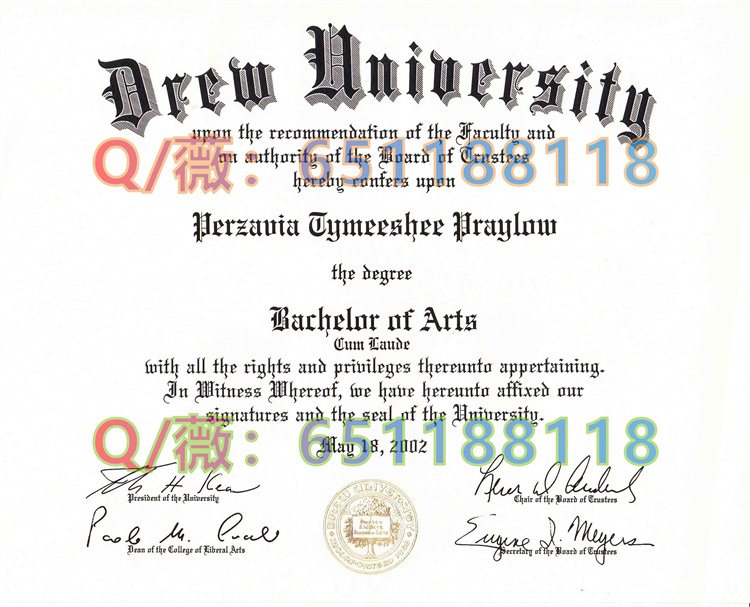 Drew University
upon the recommendation of the Faculty and
on authority of the Board of Trustees
Q/薇：651188118
hereby confers upon
Perzavia Tymeeshee Praylow
the degree
Bachelor of Arts
Cum Laude
with all the rights and privileges thereunto appertaining.
In Witness Whereof, we have hereunto affixed our
signatures and the seal of the University.
Q/薇：651188118
May 18, 2002
President of the University
Chair of the Board of Trustees
Eugene J. Meyers
Dean of the College of Liberal Arts
Secretary of the Board of Trustees